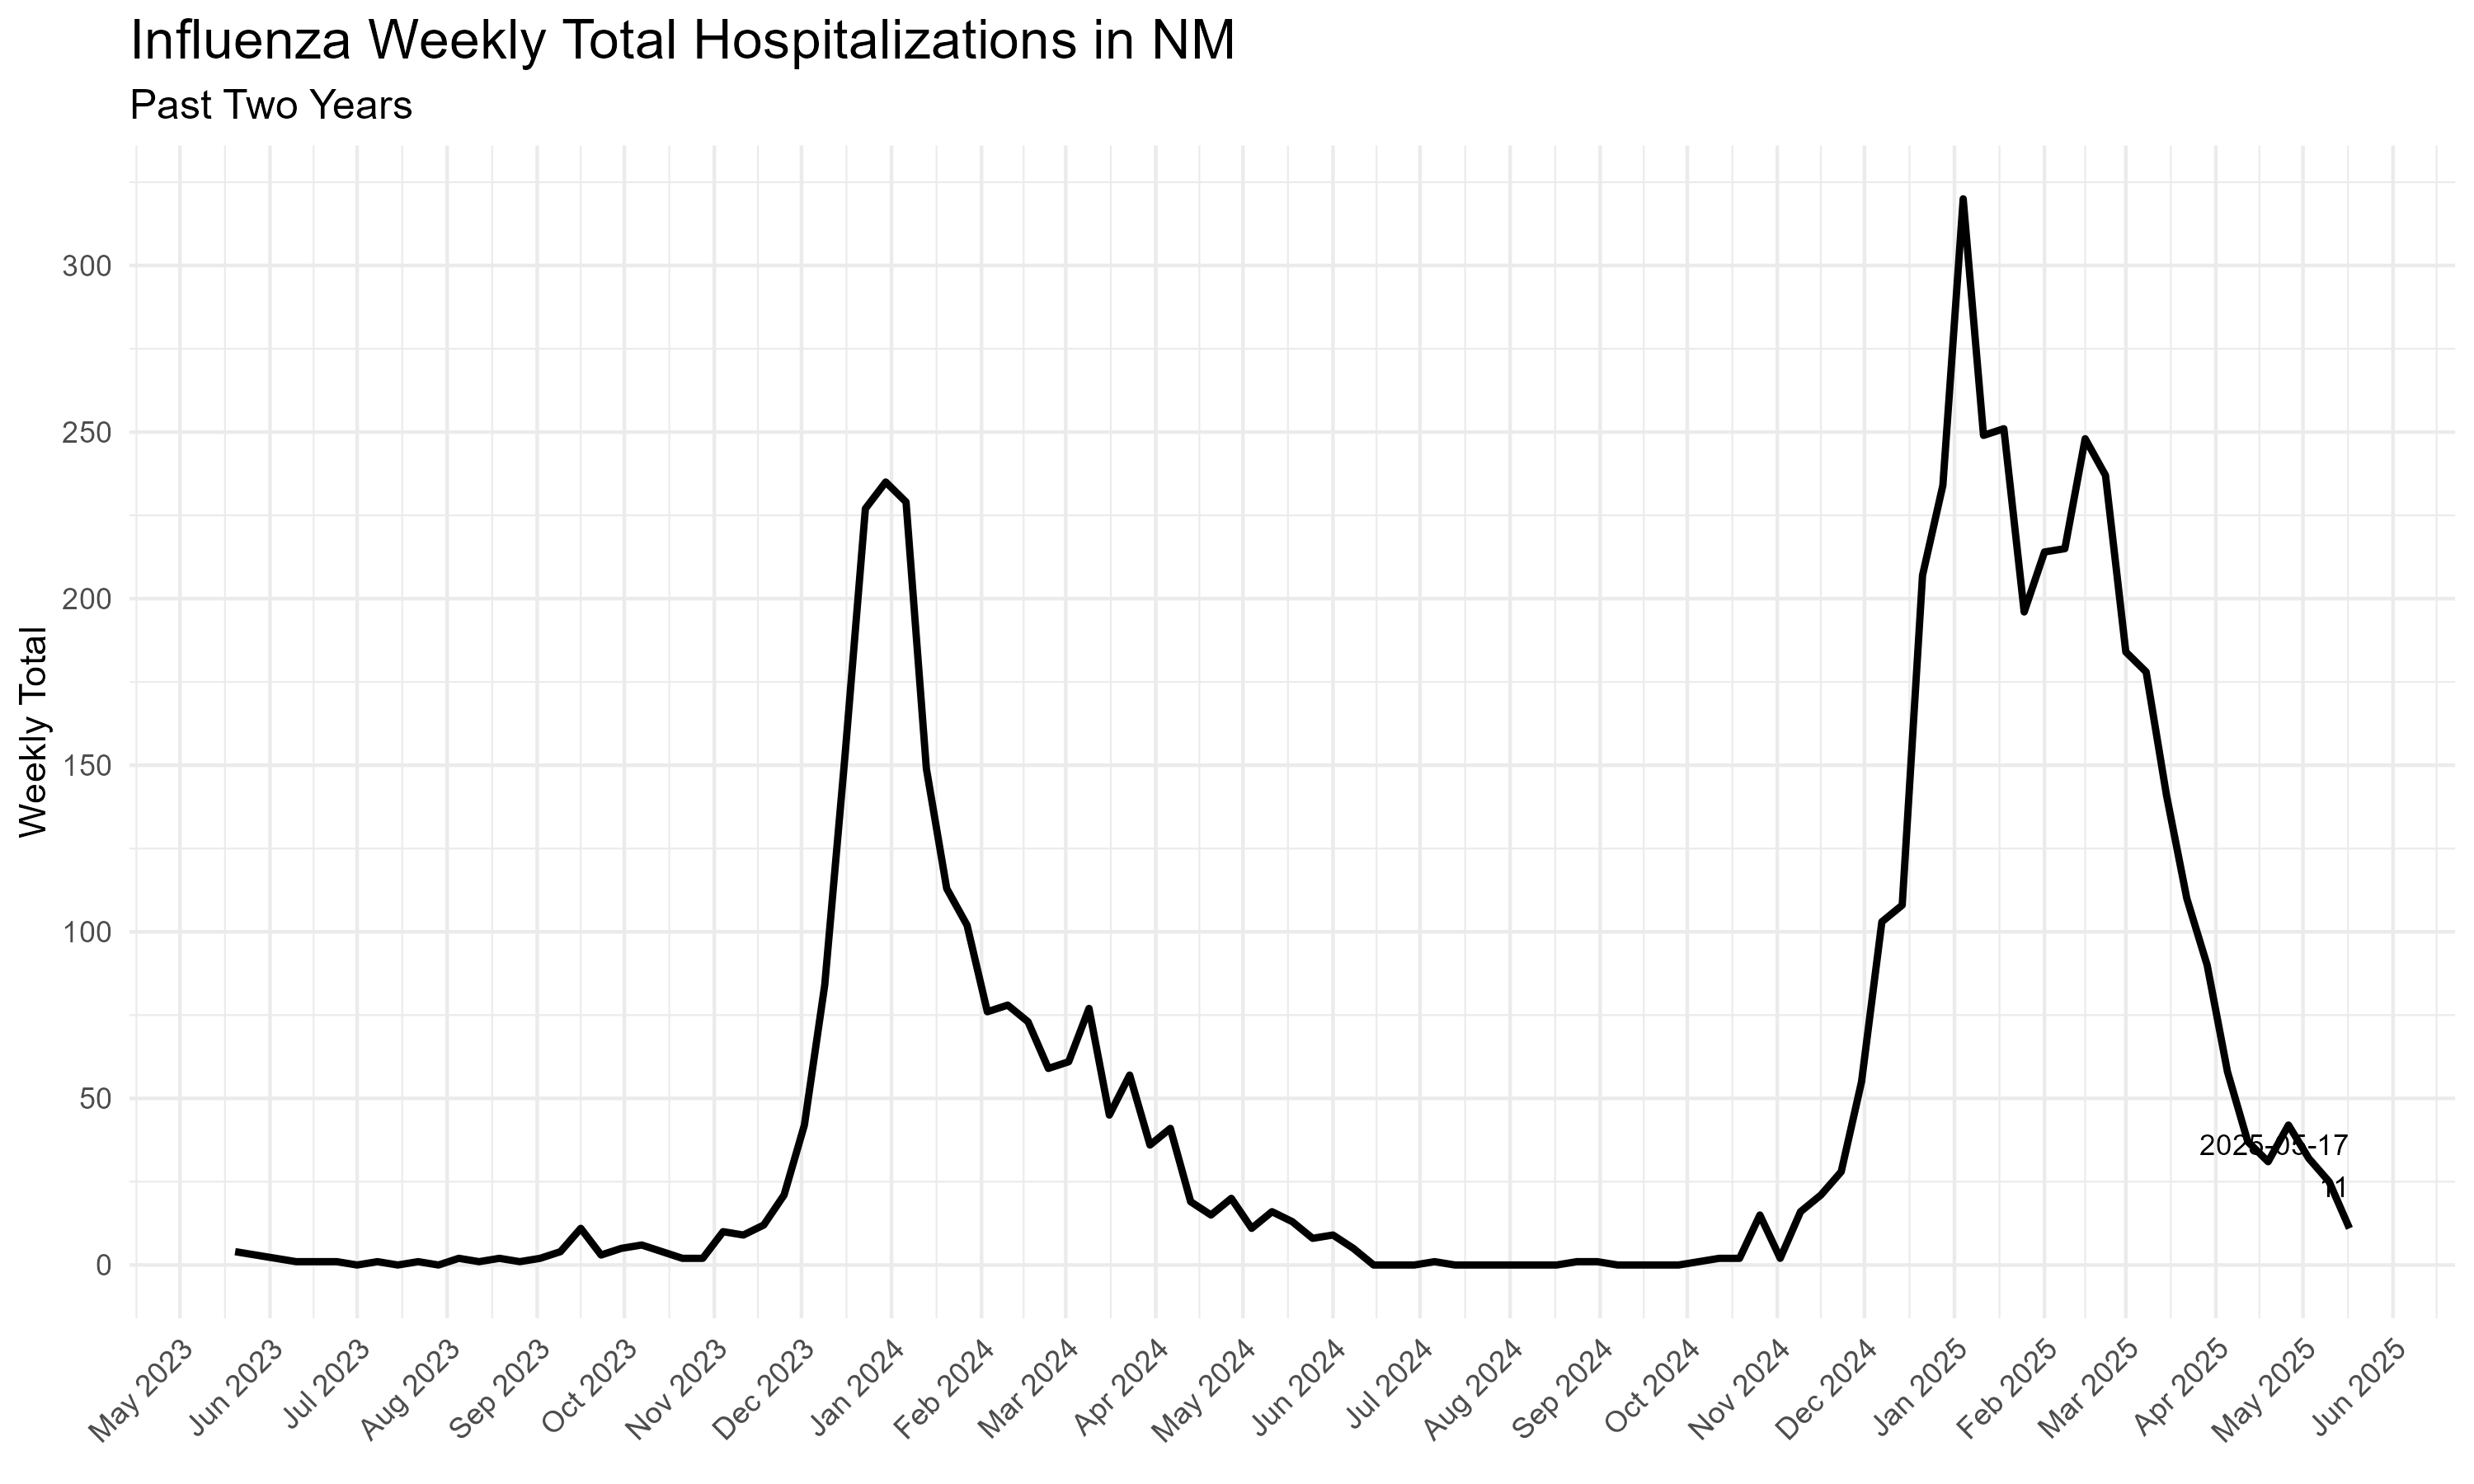 Influenza Weekly Total Hospitalizations in NM
Past Two Years
Weekly Total
300
250
200
150
100
50
0
2025-05-17
11
May 2023
Jun 2023
Jul 2023
Aug 2023
Sep 2023
Oct 2023
Nov 2023
Dec 2023
Jan 2024
Feb 2024
Mar 2024
Apr 2024
May 2024
Jun 2024
Jul 2024
Aug 2024
Sep 2024
Oct 2024
Nov 2024
Dec 2024
Jan 2025
Feb 2025
Mar 2025
Apr 2025
May 2025
Jun 2025